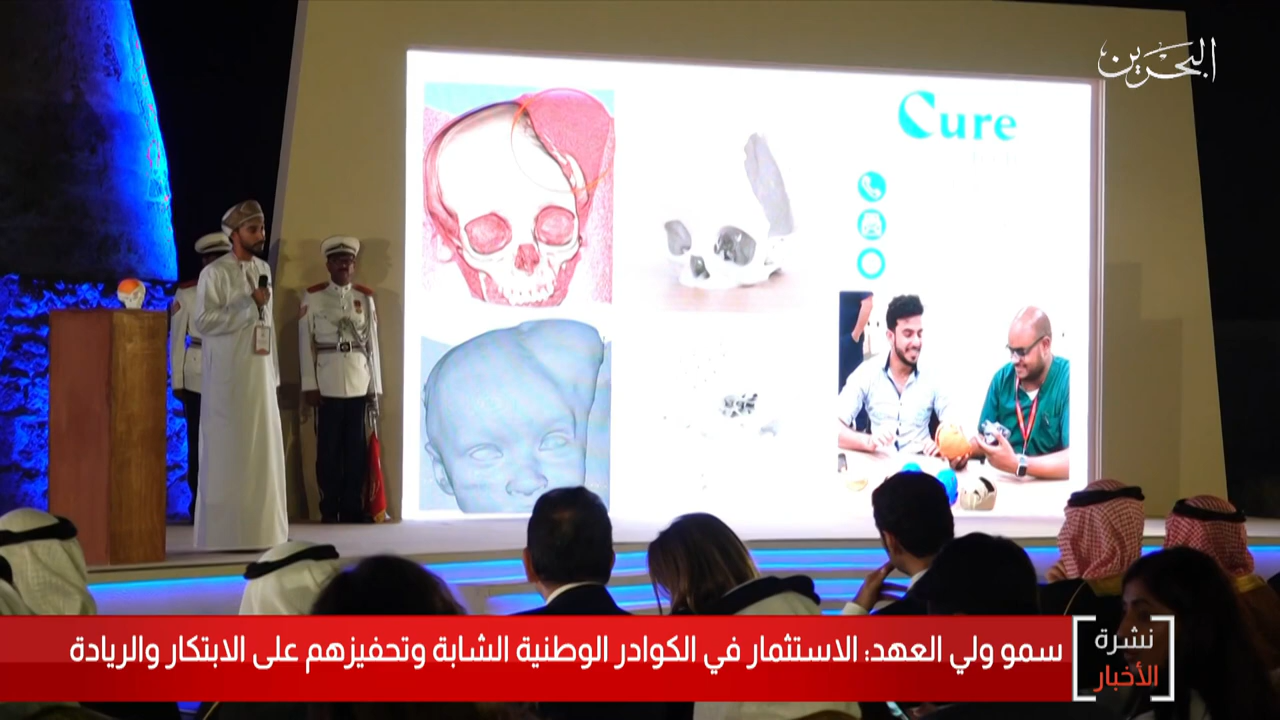 البحرين
Cure
سمو ولي العهد: الاستثمار في الكوادر الوطنية الشابة وتحفيزهم على الابتكار والريادة
نشرة
الأخبار